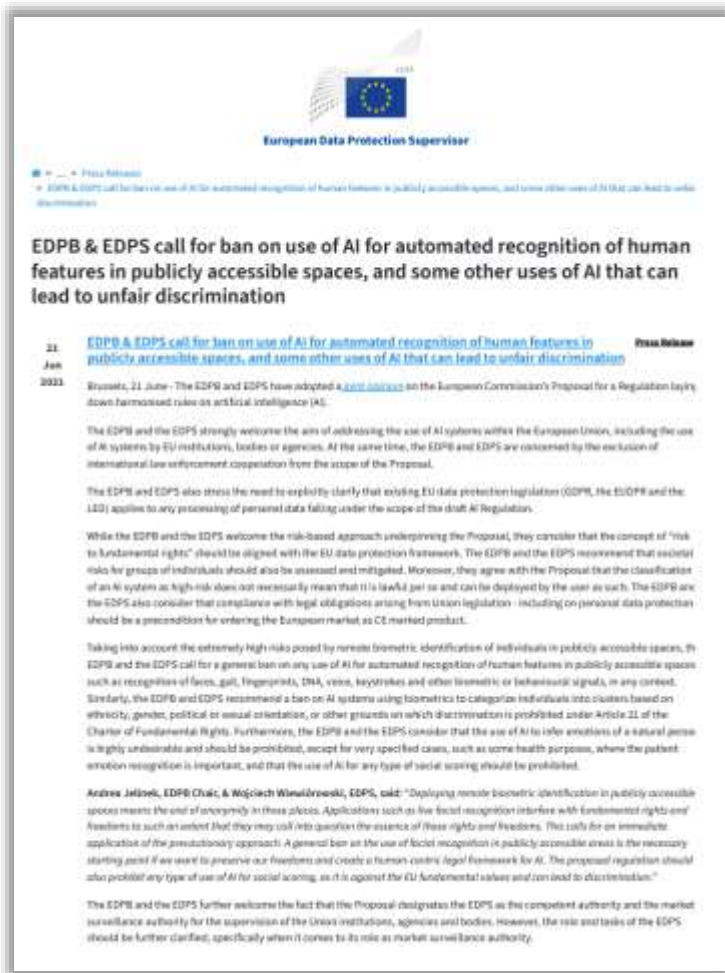 European Data Protection Supervisor
» ... » Press Releases
» EDPB & EDPS call for ban on use of AI for automated recognition of human features in publicly accessible spaces, and some other uses of AI that can lead to unfair
discrimination
EDPB & EDPS call for ban on use of AI for automated recognition of human
features in publicly accessible spaces, and some other uses of AI that can
lead to unfair discrimination
21
Jun
2021
EDPB & EDPS call for ban on use of AI for automated recognition of human features in
publicly accessible spaces, and some other uses of AI that can lead to unfair discrimination
Press Release
Brussels, 21 June - The EDPB and EDPS have adopted a joint opinion on the European Commission's Proposal for a Regulation laying
down harmonised rules on artificial intelligence (AI).
The EDPB and the EDPS strongly welcome the aim of addressing the use of AI systems within the European Union, including the use
of AI systems by EU institutions, bodies or agencies. At the same time, the EDPB and EDPS are concerned by the exclusion of
international law enforcement cooperation from the scope of the Proposal.
The EDPB and EDPS also stress the need to explicitly clarify that existing EU data protection legislation (GDPR, the EUDPR and the
LED) applies to any processing of personal data falling under the scope of the draft AI Regulation.
While the EDPB and the EDPS welcome the risk-based approach underpinning the Proposal, they consider that the concept of "risk
to fundamental rights" should be aligned with the EU data protection framework. The EDPB and the EDPS recommend that societal
risks for groups of individuals should also be assessed and mitigated. Moreover, they agree with the Proposal that the classification
of an AI system as high-risk does not necessarily mean that it is lawful per se and can be deployed by the user as such. The EDPB and
the EDPS also consider that compliance with legal obligations arising from Union legislation - including on personal data protection
should be a precondition for entering the European market as CE marked product.
Taking into account the extremely high risks posed by remote biometric identification of individuals in publicly accessible spaces, th
EDPB and the EDPS call for a general ban on any use of AI for automated recognition of human features in publicly accessible spaces
such as recognition of faces, gait, fingerprints, DNA, voice, keystrokes and other biometric or behavioural signals, in any context.
Similarly, the EDPB and EDPS recommend a ban on AI systems using biometrics to categorize individuals into clusters based on
ethnicity, gender, political or sexual orientation, or other grounds on which discrimination is prohibited under Article 21 of the
Charter of Fundamental Rights. Furthermore, the EDPB and the EDPS consider that the use of AI to infer emotions of a natural perso
is highly undesirable and should be prohibited, except for very specified cases, such as some health purposes, where the patient
emotion recognition is important, and that the use of AI for any type of social scoring should be prohibited.
Andrea Jelinek, EDPB Chair, & Wojciech Wiewiórowski, EDPS, said: "Deploying remote biometric identification in publicly accessible
spaces means the end of anonymity in those places. Applications such as live facial recognition interfere with fundamental rights and
freedoms to such an extent that they may call into question the essence of these rights and freedoms. This calls for an immediate
application of the precautionary approach. A general ban on the use of facial recognition in publicly accessible areas is the necessary
starting point if we want to preserve our freedoms and create a human-centric legal framework for AI. The proposed regulation should
also prohibit any type of use of AI for social scoring, as it is against the EU fundamental values and can lead to discrimination."
The EDPB and the EDPS further welcome the fact that the Proposal designates the EDPS as the competent authority and the market
surveillance authority for the supervision of the Union institutions, agencies and bodies. However, the role and tasks of the EDPS
should be further clarified, specifically when it comes to its role as market surveillance authority.